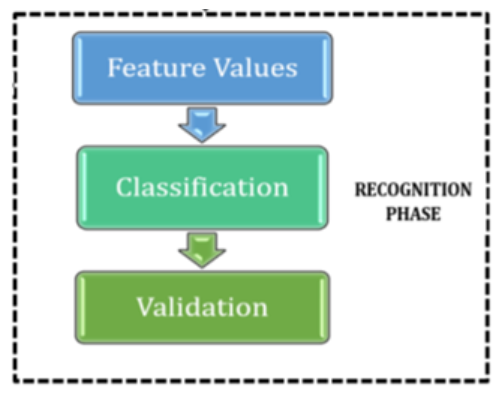 Feature Values
Classification
RECOGNITION
PHASE
Validation